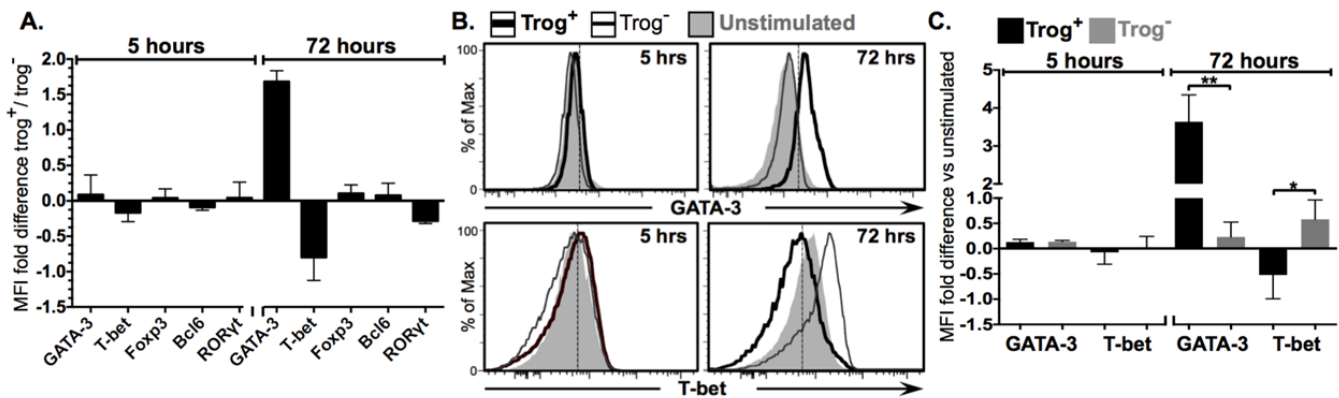 A.
5 hours
72 hours
MFI fold difference trog⁺/ trog⁻
2.0
1.5
1.0
0.5
0.0
-0.5
-1.0
-1.5
GATA-3
T-bet
Foxp3
Bcl6
RORγt
GATA-3
T-bet
Foxp3
Bcl6
RORγt
B.
Trog⁺
Trog⁻
Unstimulated
100
% of Max
0
5 hrs
72 hrs
GATA-3
100
% of Max
0
5 hrs
72 hrs
T-bet
C.
Trog⁺
Trog⁻
5 hours
72 hours
MFI fold difference vs unstimulated
5
4
3
2
1.0
0.5
0.0
-0.5
-1.0
-1.5
**
*
GATA-3
T-bet
GATA-3
T-bet